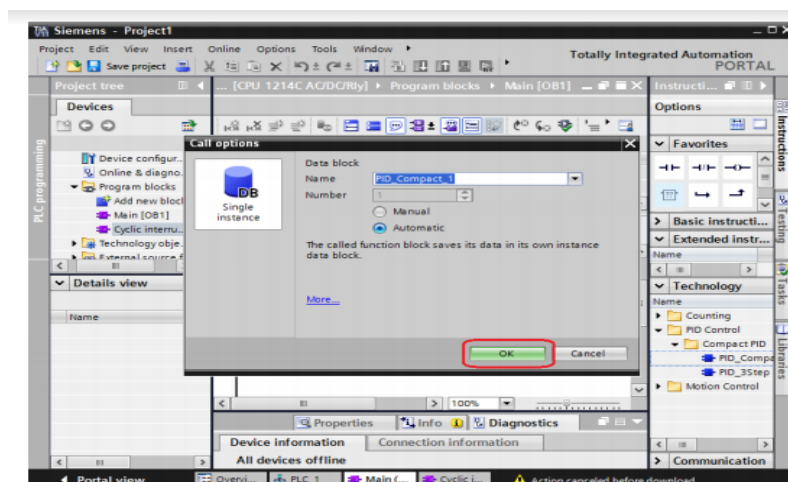 Siemens - Project1
Project Edit View Insert Online Options Tools Window
Totally Integrated Automation
PORTAL
Save project
Project tree
... [CPU 1214C AC/DC/Rly] Program blocks Main [OB1]
Instructi...
Devices
Options
Call options
Favorites
Device configur..
Online & diagno.
Program blocks
Add new block
Main [OB1]
Cyclic interru..
Technology obje.
External source f
PLC programming
DB
Single
instance
Data block
Name PID_Compact_1
Number 1
Manual
Automatic
The called function block saves its data in its own instance
data block.
More...
OK Cancel
Details view
Name
Basic instructi...
Extended instr...
Name
Technology
Name
Counting
PID Control
Compact PID
PID_Compa
PID_3Step
Motion Control
Communication
Instructions
Testing
Tasks
Libraries
100%
Properties Info Diagnostics
Device information Connection information
All devices offline
Portal view Overvi... PLC_1 Main (... Cyclic i... Action canceled before download